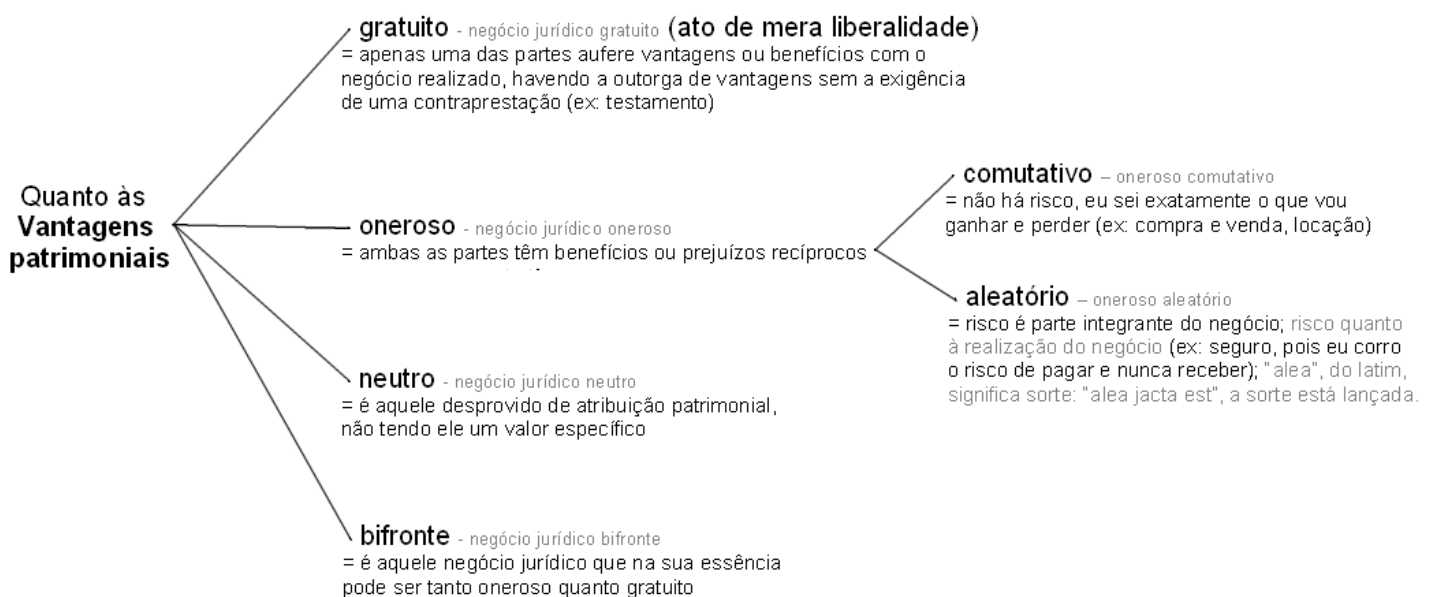 Quanto às
Vantagens
patrimoniais
gratuito - negócio jurídico gratuito (ato de mera liberalidade)
= apenas uma das partes aufere vantagens ou benefícios com o
negócio realizado, havendo a outorga de vantagens sem a exigência
de uma contraprestação (ex: testamento)
oneroso - negócio jurídico oneroso
= ambas as partes têm benefícios ou prejuízos recíprocos
comutativo – oneroso comutativo
= não há risco, eu sei exatamente o que vou
ganhar e perder (ex: compra e venda, locação)
aleatório – oneroso aleatório
= risco é parte integrante do negócio; risco quanto
à realização do negócio (ex: seguro, pois eu corro
o risco de pagar e nunca receber); "alea", do latim,
significa sorte: "alea jacta est", a sorte está lançada.
neutro - negócio jurídico neutro
= é aquele desprovido de atribuição patrimonial,
não tendo ele um valor específico
bifronte - negócio jurídico bifronte
= é aquele negócio jurídico que na sua essência
pode ser tanto oneroso quanto gratuito